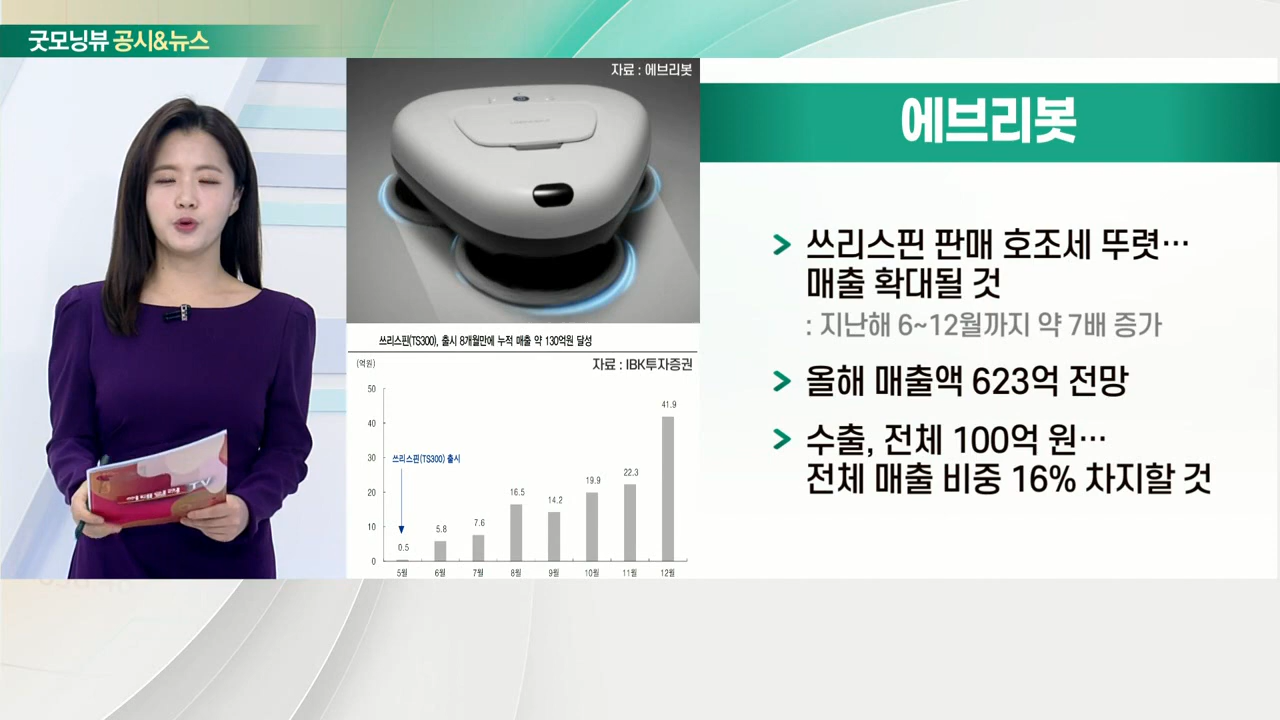 굿모닝뷰 공시&뉴스
자료 : 에브리봇
쓰리스핀(TS300), 출시 8개월만에 누적 매출 약 130억원 달성
(억원)
자료 : IBK투자증권
50
40
30
20
10
0
쓰리스핀(TS300) 출시
0.5
5.8
7.6
16.5
14.2
19.9
22.3
41.9
5월 6월 7월 8월 9월 10월 11월 12월
에브리봇
쓰리스핀 판매 호조세 뚜렷…
매출 확대될 것
: 지난해 6~12월까지 약 7배 증가
올해 매출액 623억 전망
수출, 전체 100억 원…
전체 매출 비중 16% 차지할 것